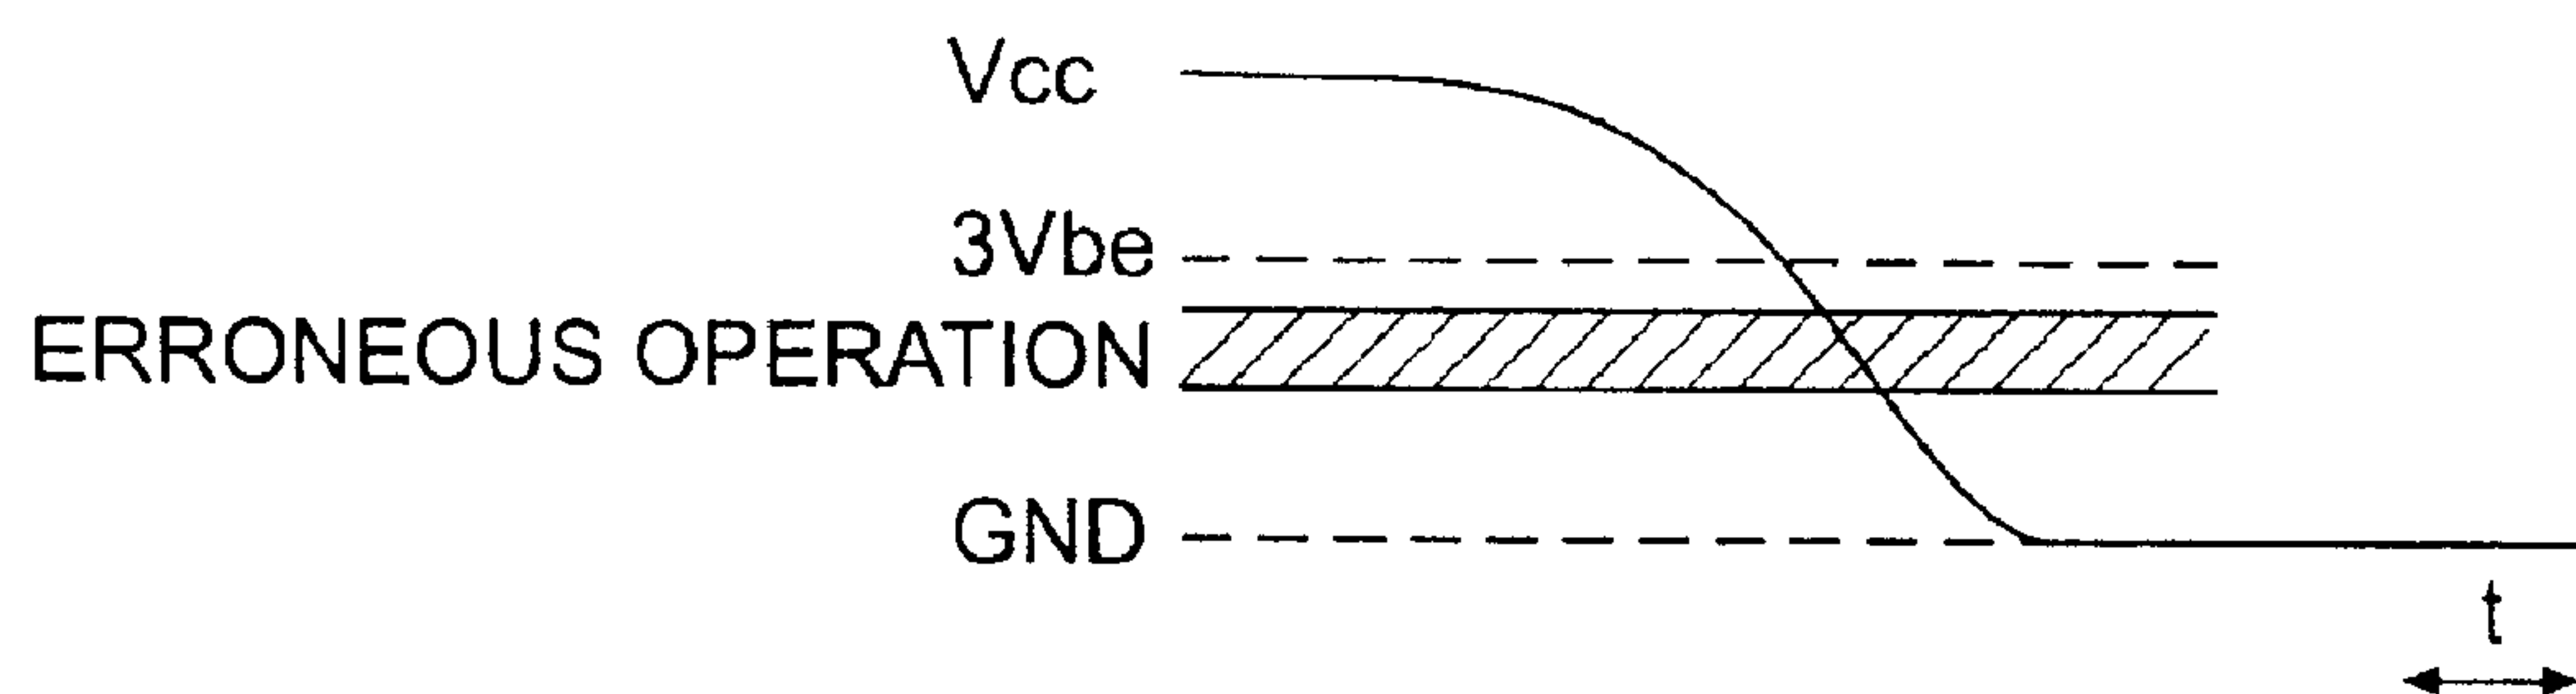 Vcc
3Vbe
ERRONEOUS OPERATION
GND
t